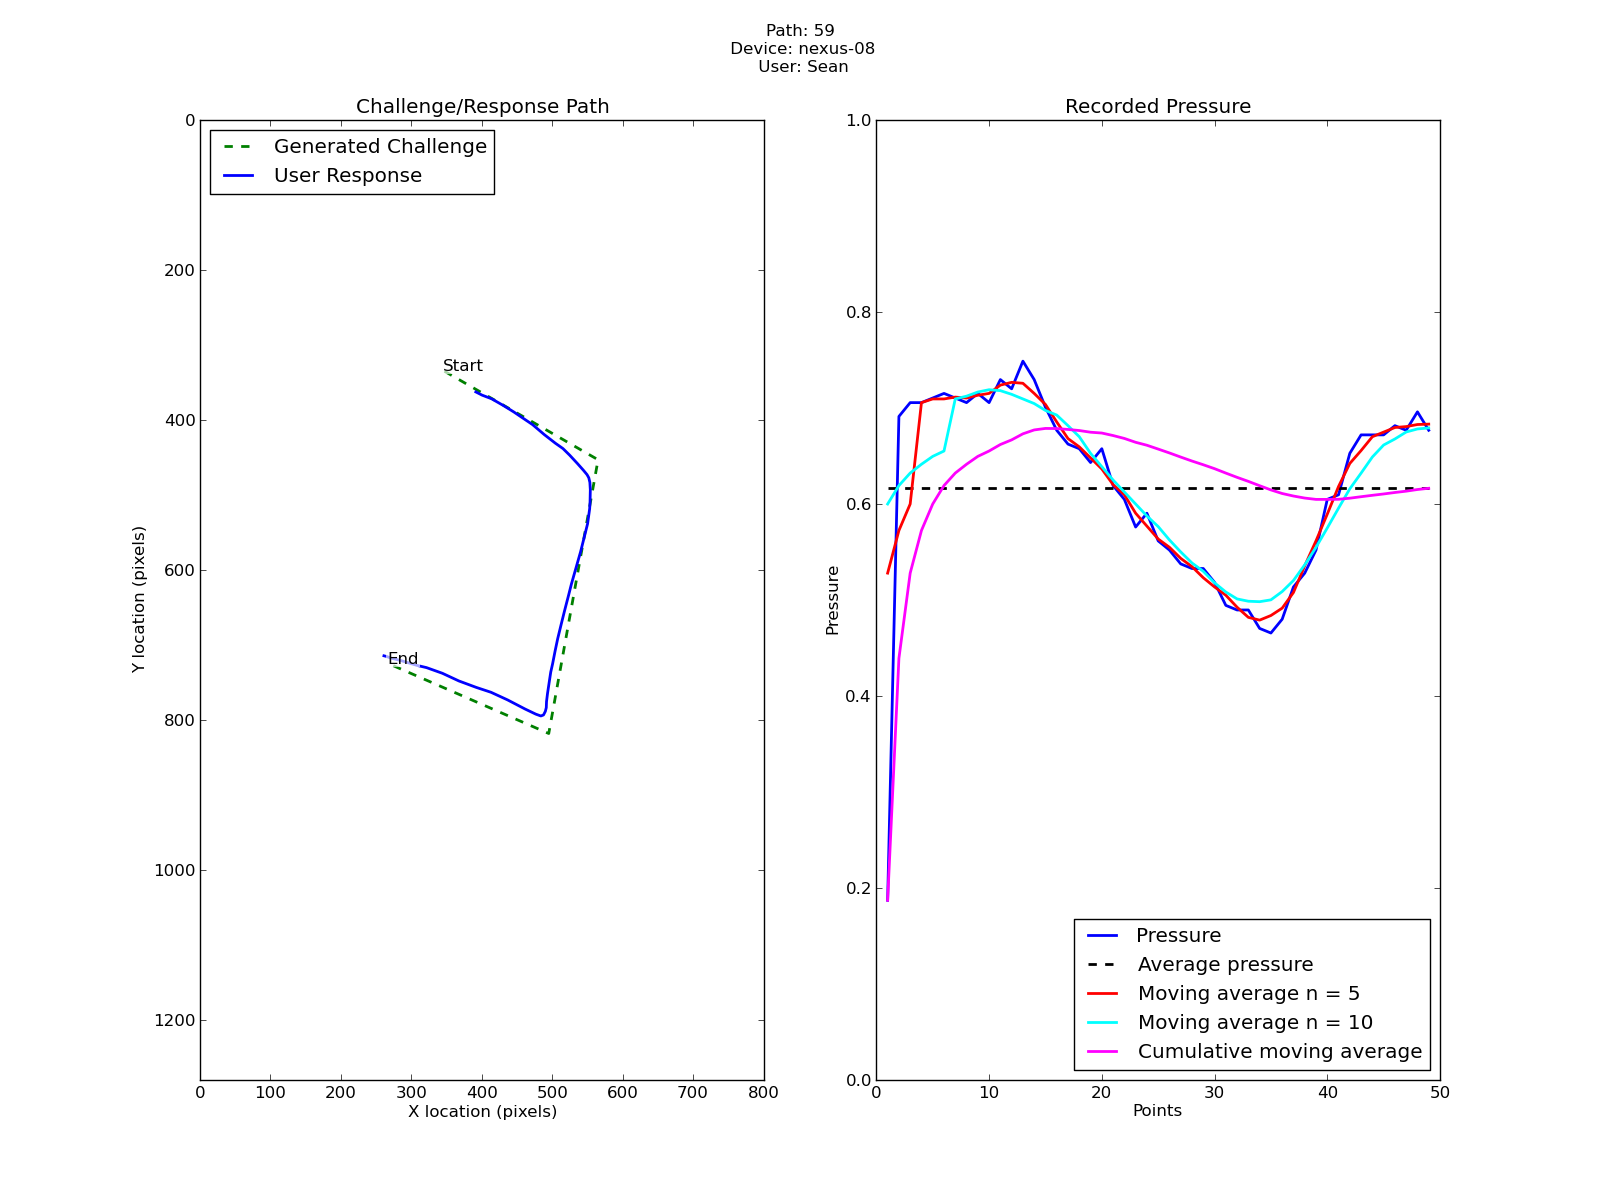 Path: 59
Device: nexus-08
User: Sean
Challenge/Response Path
Generated Challenge
User Response
Start
End
0
200
400
600
800
1000
1200
Y location (pixels)
0 100 200 300 400 500 600 700 800
X location (pixels)
Recorded Pressure
1.0
0.8
0.6
0.4
0.2
0.0
Pressure
Pressure
Average pressure
Moving average n = 5
Moving average n = 10
Cumulative moving average
0 10 20 30 40 50
Points